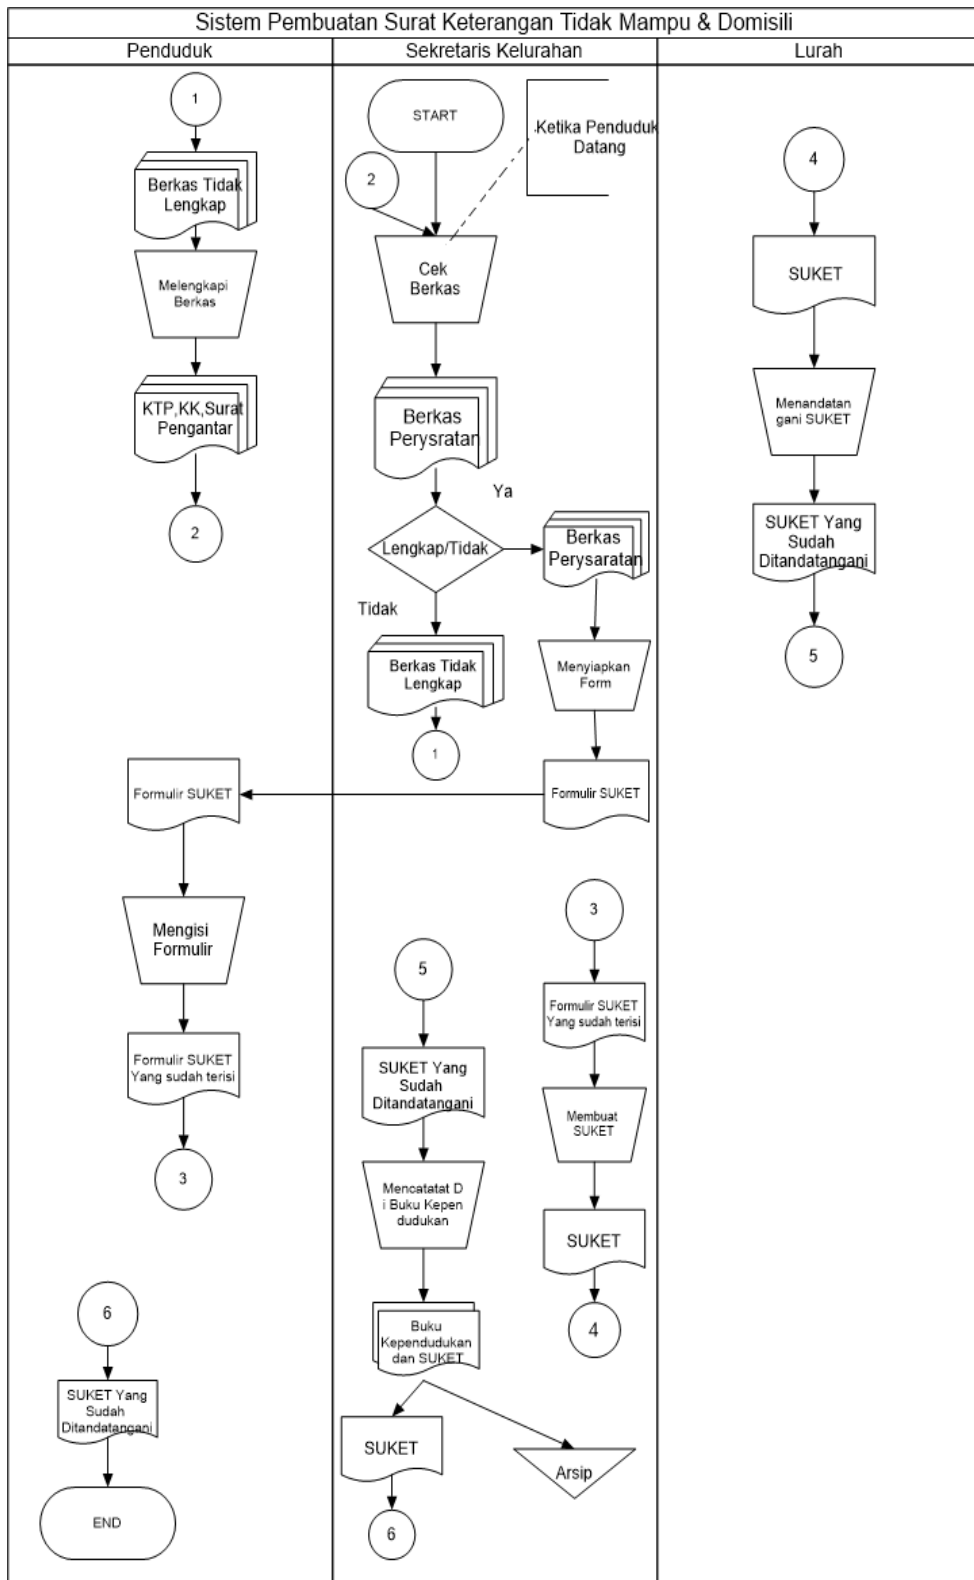 Sistem Pembuatan Surat Keterangan Tidak Mampu & Domisili
Penduduk
Sekretaris Kelurahan
Lurah
1
Berkas Tidak
Lengkap
Melengkapi
Berkas
KTP,KK,Surat
Pengantar
2
Formulir SUKET
Mengisi
Formulir
Formulir SUKET
Yang sudah terisi
3
6
SUKET Yang
Sudah
Ditandatangani
END
START
Ketika Penduduk
Datang
2
Cek
Berkas
Berkas
Perysratan
Ya
Lengkap/Tidak
Berkas
Perysaratan
Tidak
Berkas Tidak
Lengkap
1
Menyiapkan
Form
Formulir SUKET
3
Formulir SUKET
Yang sudah terisi
Membuat
SUKET
SUKET
4
5
SUKET Yang
Sudah
Ditandatangani
Mencatatat D
i Buku Kepen
dudukan
Buku
Kependudukan
dan SUKET
SUKET
Arsip
6
4
SUKET
Menandatan
gani SUKET
SUKET Yang
Sudah
Ditandatangani
5